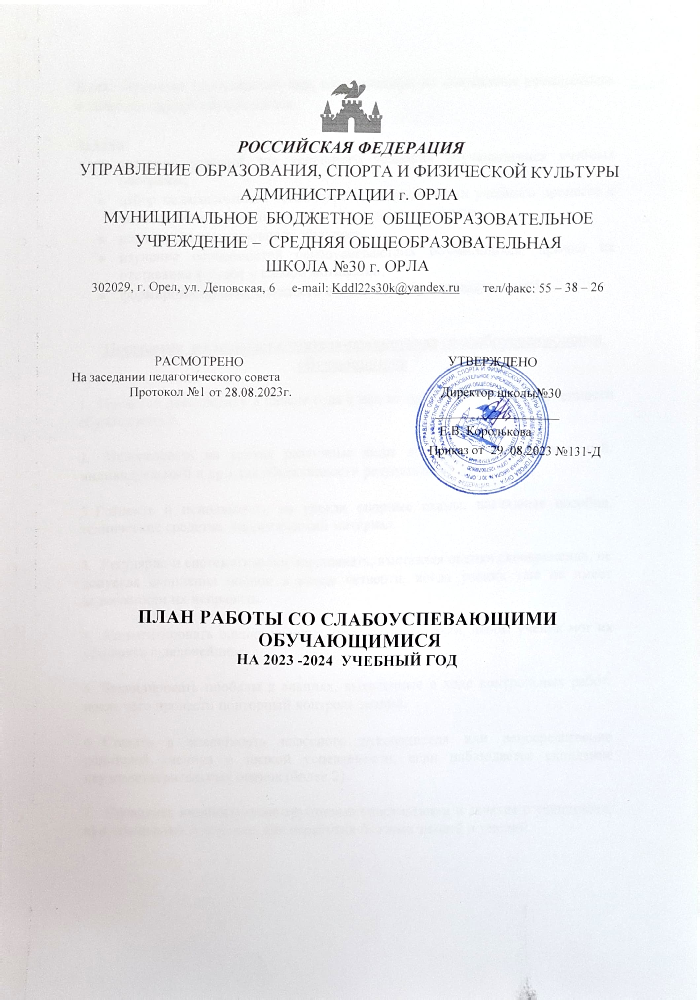 РОССИЙСКАЯ ФЕДЕРАЦИЯ
УПРАВЛЕНИЕ ОБРАЗОВАНИЯ, СПОРТА И ФИЗИЧЕСКОЙ КУЛЬТУРЫ
АДМИНИСТРАЦИИ г. ОРЛА
МУНИЦИПАЛЬНОЕ БЮДЖЕТНОЕ ОБЩЕОБРАЗОВАТЕЛЬНОЕ
УЧРЕЖДЕНИЕ – СРЕДНЯЯ ОБЩЕОБРАЗОВАТЕЛЬНАЯ
ШКОЛА №30 г. ОРЛА
302029, г. Орел, ул. Деповская, 6 e-mail: Kddl22s30k@yandex.ru тел/факс: 55 – 38 – 26
РАСМОТРЕНО
На заседании педагогического совета
Протокол №1 от 28.08.2023г.
УТВЕРЖДЕНО
Директор школы№30
Е.В. Королькова
Приказ от 29. 08.2023 №131-Д
ПЛАН РАБОТЫ СО СЛАБОУСПЕВАЮЩИМИ
ОБУЧАЮЩИМИСЯ
НА 2023 -2024 УЧЕБНЫЙ ГОД